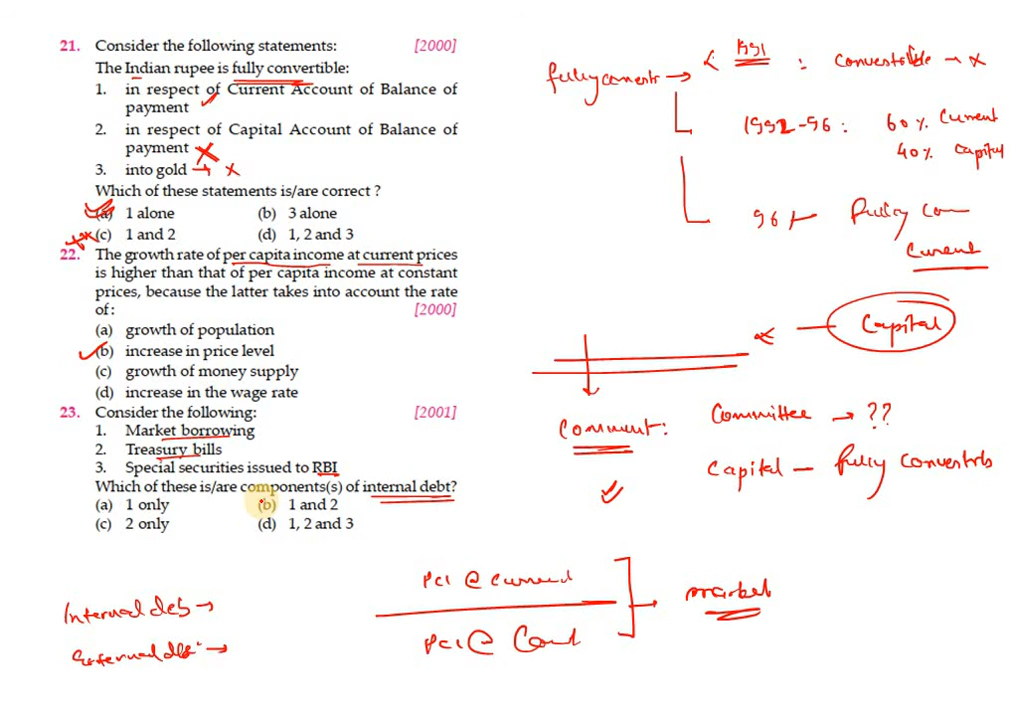 21. Consider the following statements: [2000]
The Indian rupee is fully convertible:
1. in respect of Current Account of Balance of
payment
2. in respect of Capital Account of Balance of
payment
3. into gold
Which of these statements is/are correct ?
(a) 1 alone (b) 3 alone
(c) 1 and 2 (d) 1, 2 and 3
22. The growth rate of per capita income at current prices
is higher than that of per capita income at constant
prices, because the latter takes into account the rate
of: [2000]
(a) growth of population
(b) increase in price level
(c) growth of money supply
(d) increase in the wage rate
23. Consider the following: [2001]
1. Market borrowing
2. Treasury bills
3. Special securities issued to RBI
Which of these is/are components(s) of internal debt?
(a) 1 only (b) 1 and 2
(c) 2 only (d) 1, 2 and 3
< 1991 :
1992-96 : 60% Current
40% Capital
96 Fully con
Current
Capital
Comment: Committee → ??
Capital – fully
PCI @ Current
PCI @
market
Internal deb →